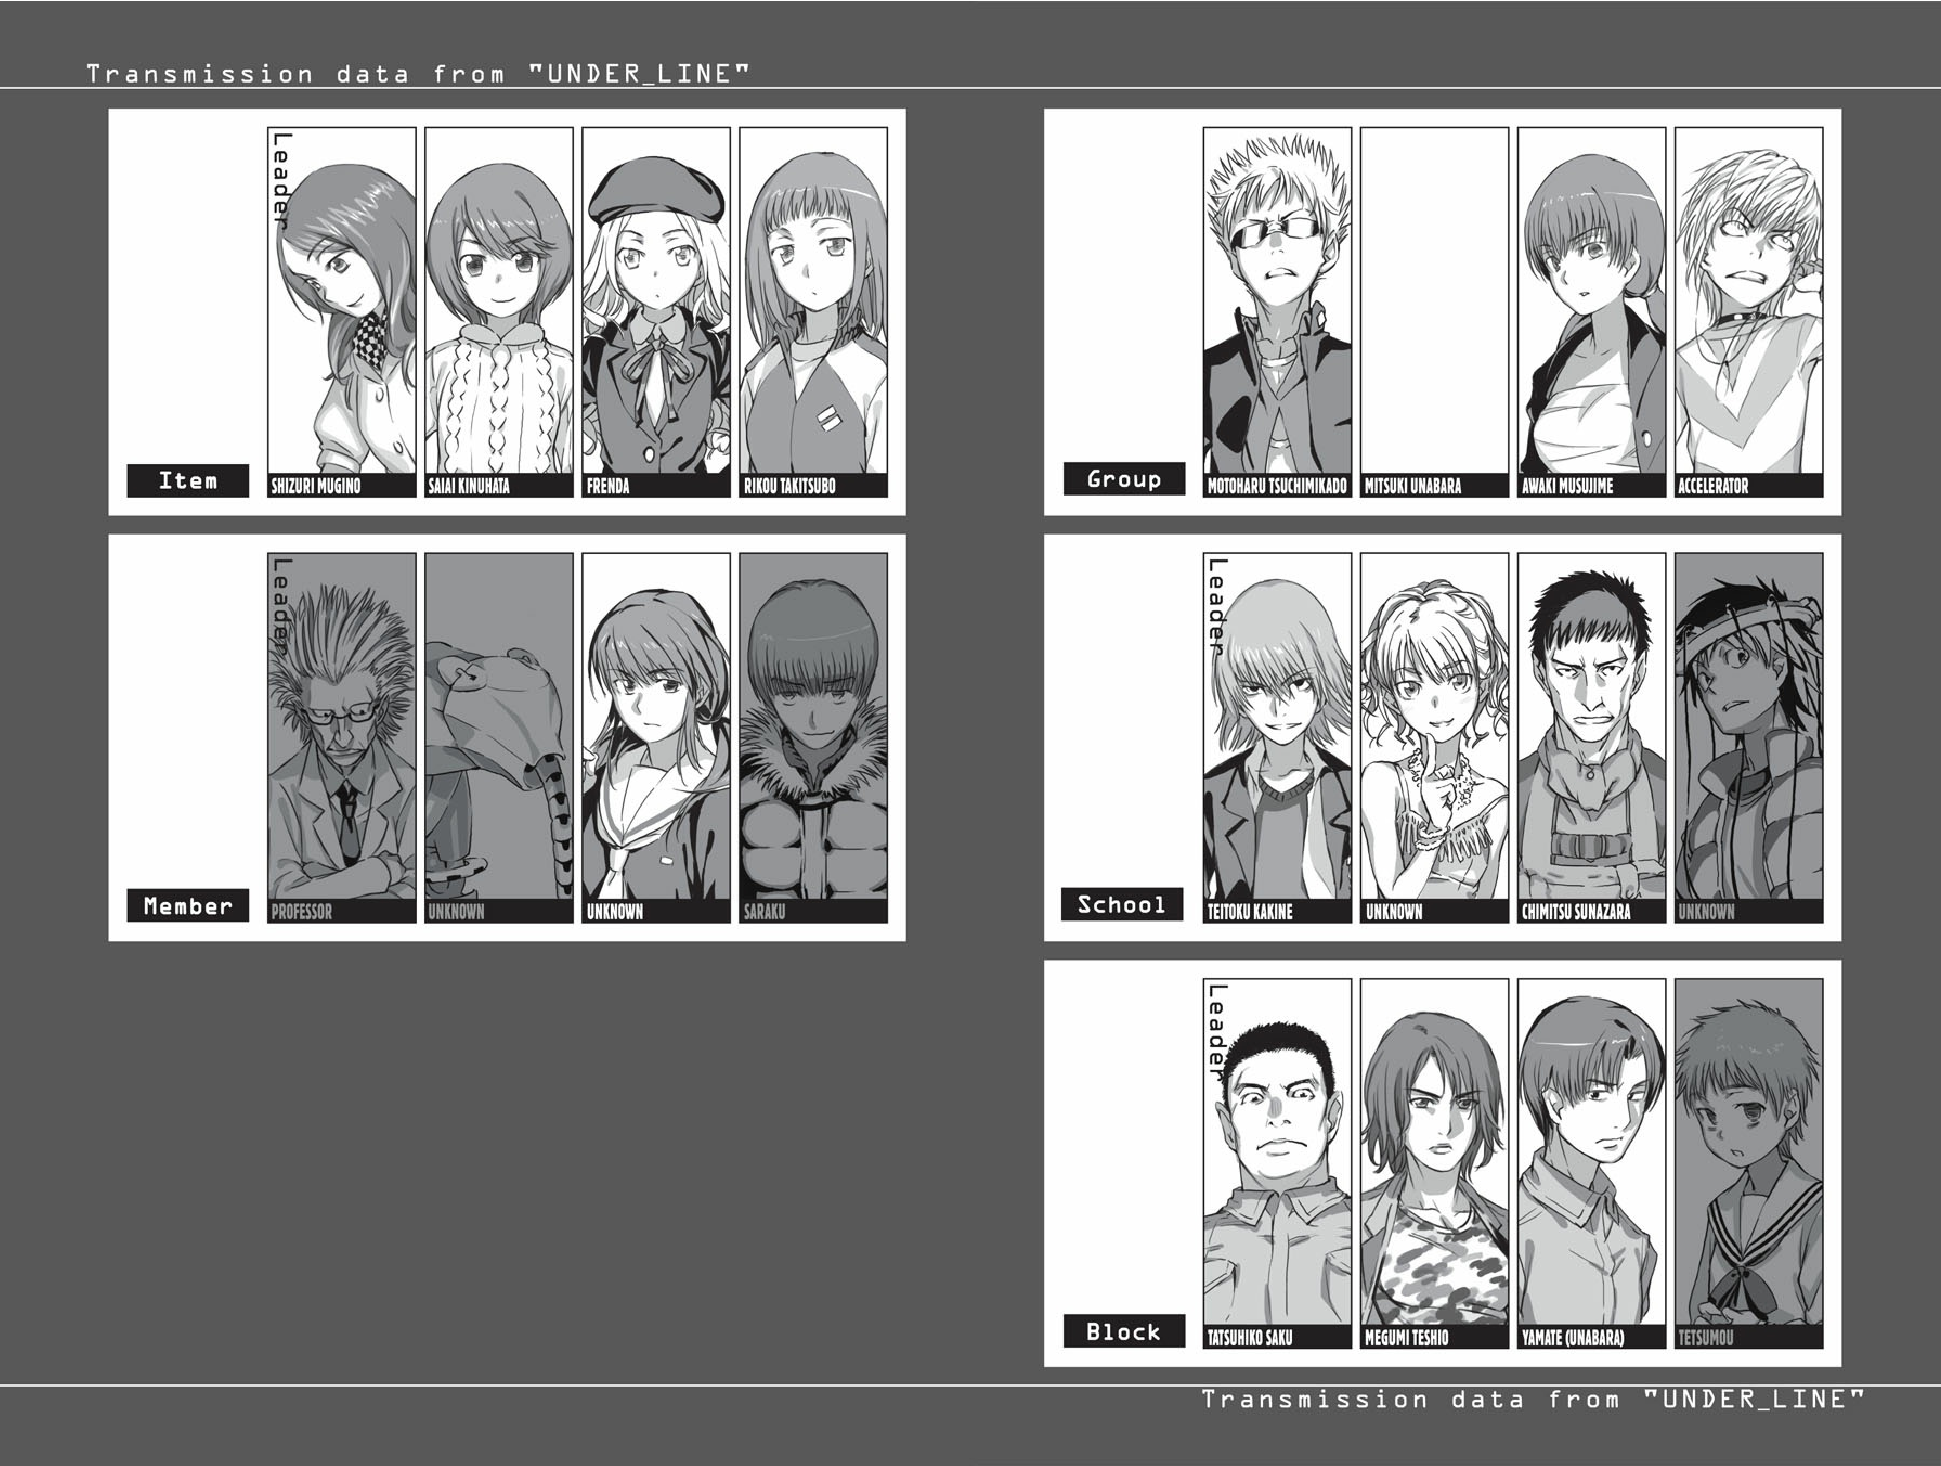 Transmission data from "UNDER_LINE"
Leader
Item
SHIZURI MUGINO
SAIAI KINUHATA
FRENDA
RIKOU TAKITSUBO
Group
MOTOHARU TSUCHIMIKADO
MITSUKI UNABARA
AWAKI MUSUJIME
ACCELERATOR
Leader
Member
PROFESSOR
UNKNOWN
UNKNOWN
SARAKU
Leader
School
TEITOKU KAKINE
UNKNOWN
CHIMITSU SUNAZARA
UNKNOWN
Leader
Block
TATSUHIKO SAKU
MEGUMI TESHIO
YAMATE (UNABARA)
TETSUMOU
Transmission data from "UNDER_LINE"